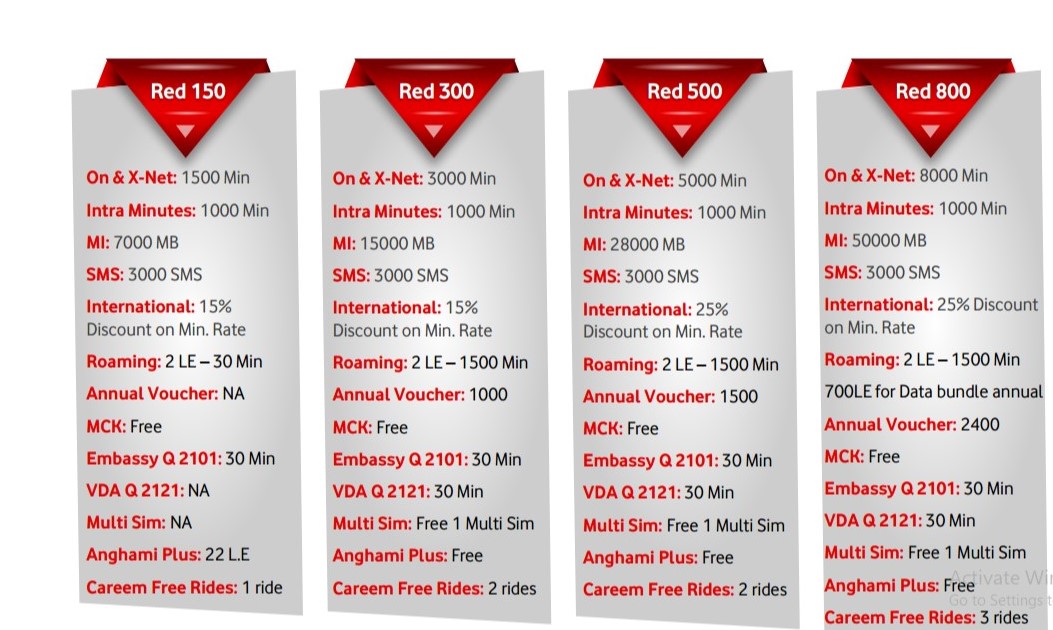 Red 150
On & X-Net: 1500 Min
Intra Minutes: 1000 Min
MI: 7000 MB
SMS: 3000 SMS
International: 15%
Discount on Min. Rate
Roaming: 2 LE – 30 Min
Annual Voucher: NA
MCK: Free
Embassy Q 2101: 30 Min
VDA Q 2121: NA
Multi Sim: NA
Anghami Plus: 22 L.E
Careem Free Rides: 1 ride
Red 300
On & X-Net: 3000 Min
Intra Minutes: 1000 Min
MI: 15000 MB
SMS: 3000 SMS
International: 15%
Discount on Min. Rate
Roaming: 2 LE – 1500 Min
Annual Voucher: 1000
MCK: Free
Embassy Q 2101: 30 Min
VDA Q 2121: 30 Min
Multi Sim: Free 1 Multi Sim
Anghami Plus: Free
Careem Free Rides: 2 rides
Red 500
On & X-Net: 5000 Min
Intra Minutes: 1000 Min
MI: 28000 MB
SMS: 3000 SMS
International: 25%
Discount on Min. Rate
Roaming: 2 LE – 1500 Min
Annual Voucher: 1500
MCK: Free
Embassy Q 2101: 30 Min
VDA Q 2121: 30 Min
Multi Sim: Free 1 Multi Sim
Anghami Plus: Free
Careem Free Rides: 2 rides
Red 800
On & X-Net: 8000 Min
Intra Minutes: 1000 Min
MI: 50000 MB
SMS: 3000 SMS
International: 25% Discount
on Min. Rate
Roaming: 2 LE – 1500 Min
700LE for Data bundle annual
Annual Voucher: 2400
MCK: Free
Embassy Q 2101: 30 Min
VDA Q 2121: 30 Min
Multi Sim: Free 1 Multi Sim
Anghami Plus: Free
Careem Free Rides: 3 rides
Activate Wi
Go to Settings t